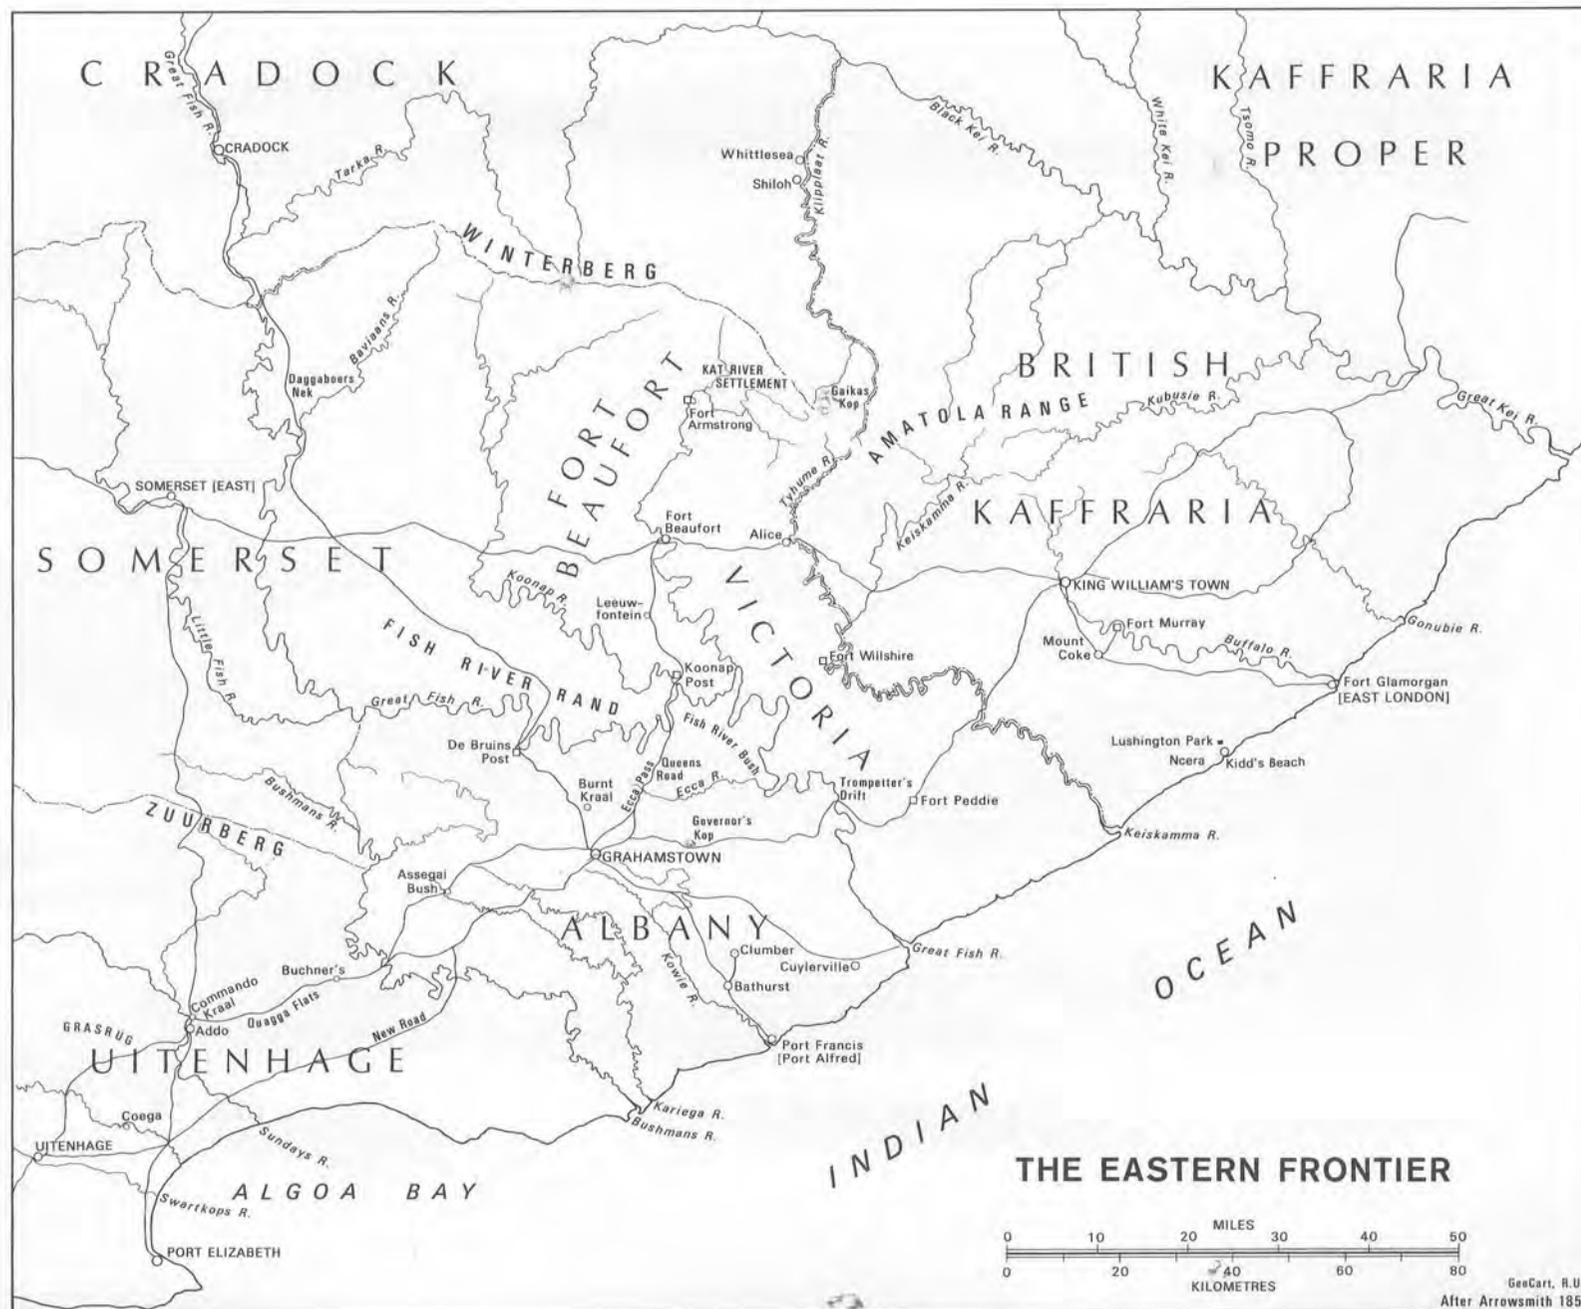 CRADOCK
KAFFRARIA
PROPER
Great Fish R.
CRADOCK
Tarka R.
Whittlesea
Shiloh
Klipplaat R.
Black Kei R.
White Kei R.
Tsomo R.
WINTERBERG
Baviaans R.
Daggaboers
Nek
KAT RIVER
SETTLEMENT
Fort
Armstrong
Gaikas
Kop
BRITISH
AMATOLA RANGE
Kubusie R.
Great Kei R.
FORT
BEAUFORT
SOMERSET [EAST]
Tyhume R.
Keiskamma R.
KAFFRARIA
Fort
Beaufort
Alice
SOMERSET
Koonap R.
VICTORIA
KING WILLIAM'S TOWN
Leeuw-
fontein
Little Fish R.
FISH RIVER RAND
Fort Willshire
Fort Murray
Mount
Coke
Buffalo R.
Gonubie R.
Koonap
Post
Fort Glamorgan
[EAST LONDON]
Great Fish R.
Fish River Bush
De Bruins
Post
Queens
Road
Ecca Pass
Ecca R.
Lushington Park
Ncera
Kidd's Beach
Bushmans R.
Burnt
Kraal
Trompetter's
Drift
Fort Peddie
ZUURBERG
Governor's
Kop
Keiskamma R.
GRAHAMSTOWN
Assegai
Bush
ALBANY
Clumber
Cuylerville
Great Fish R.
Kowie R.
Bathurst
Buchner's
Commando
Kraal
Quagga Flats
Addo
GRASRUG
New Road
UITENHAGE
Port Francis
[Port Alfred]
INDIAN OCEAN
Coega
Kariega R.
Bushmans R.
UITENHAGE
Sundays R.
Swartkops R.
ALGOA BAY
PORT ELIZABETH
THE EASTERN FRONTIER
MILES
0 10 20 30 40 50
0 20 40 60 80
KILOMETRES
GeoCart, R.U
After Arrowsmith 185